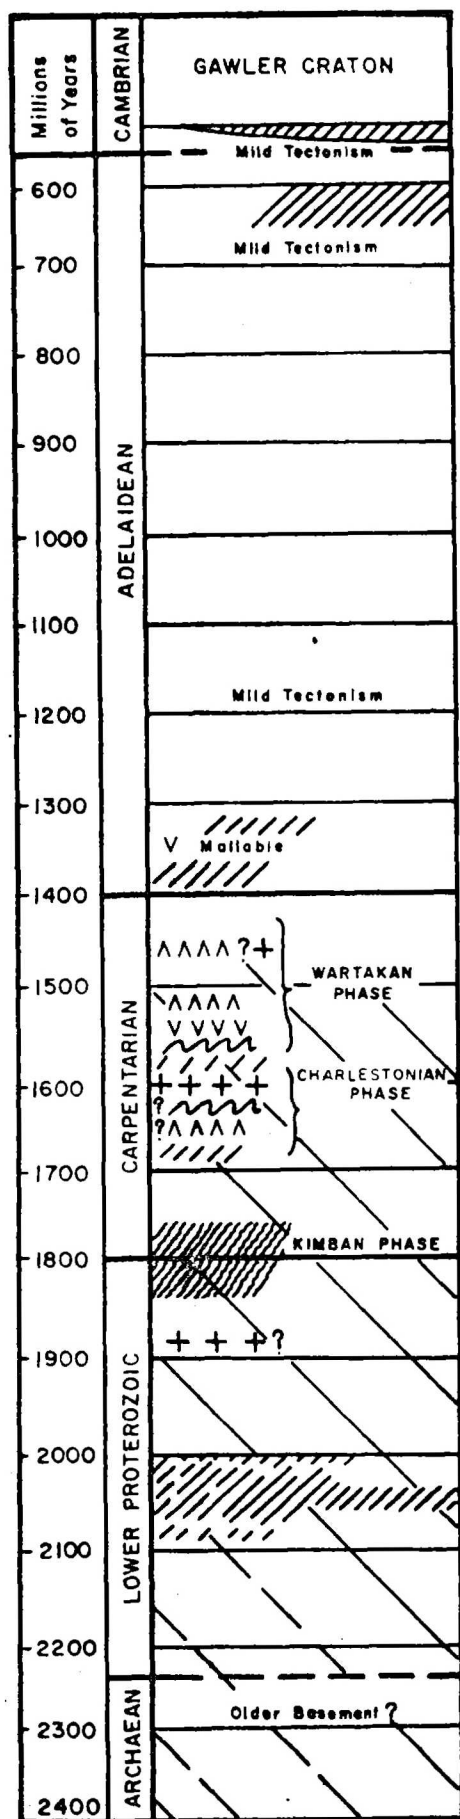 Millions
of Years
CAMBRIAN
GAWLER CRATON
Mild Tectonism
600
Mild Tectonism
700
800
900
ADELAIDEAN
1000
1100
Mild Tectonism
1200
1300
V Mallabie
1400
^^^^?+
WARTAKAN
1500
PHASE
^^^^
V V V V
CARPENTARIAN
CHARLESTONIAN
1600
+ + + +
PHASE
?
?^^^^
1700
KIMBAN PHASE
1800
+ + + ?
1900
2000
LOWER PROTEROZOIC
2100
2200
Older Basement ?
ARCHAEAN
2300
2400